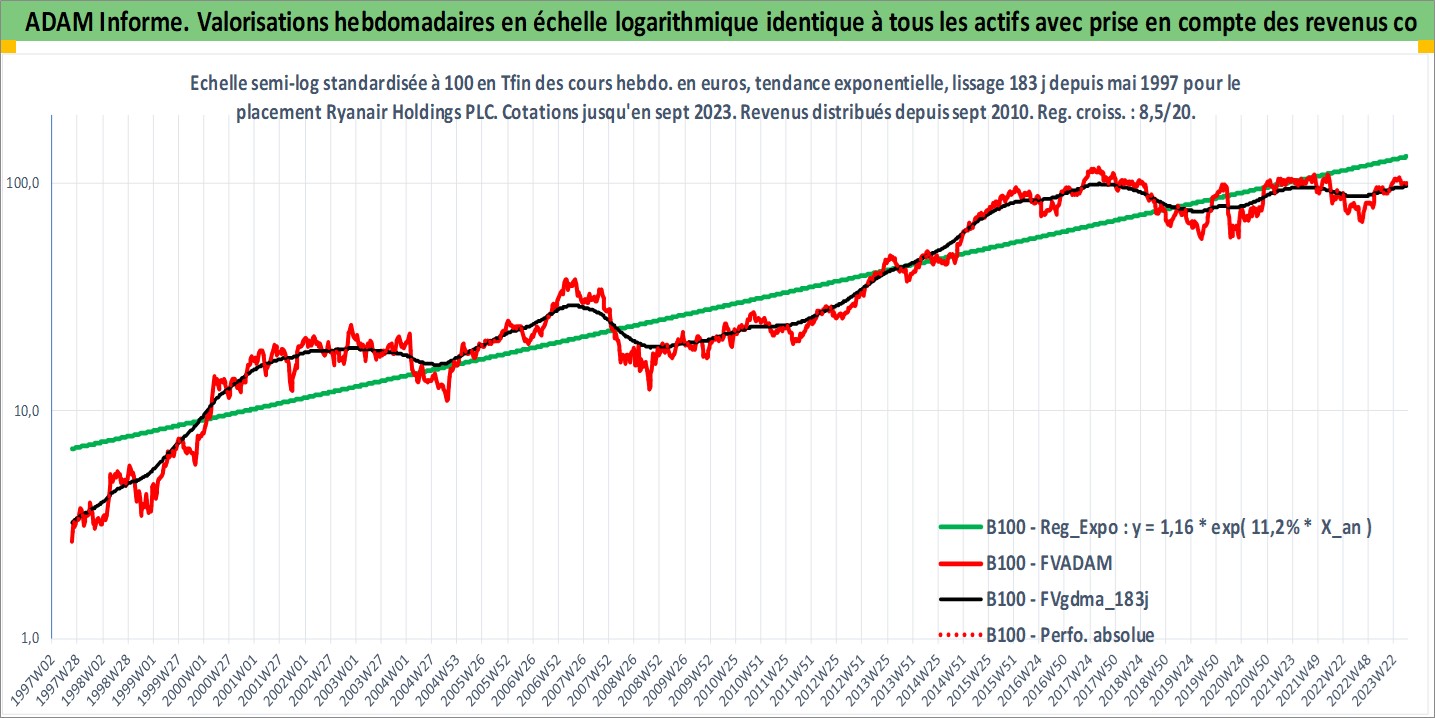 ADAM Informe. Valorisations hebdomadaires en échelle logarithmique identique à tous les actifs avec prise en compte des revenus co
Echelle semi-log standardisée à 100 en Tfin des cours hebdo. en euros, tendance exponentielle, lissage 183 j depuis mai 1997 pour le
placement Ryanair Holdings PLC. Cotations jusqu'en sept 2023. Revenus distribués depuis sept 2010. Reg. croiss. : 8,5/20.
100,0
10,0
1,0
B100 - Reg_Expo : y = 1,16 * exp( 11,2% * X_an )
B100 - FVADAM
B100 - FVgdma_183j
B100 - Perfo. absolue
1997W02 1997W28 1998W02 1998W28 1999W01 1999W27 2000W01 2000W27 2001W01 2001W27 2002W01 2002W27 2003W01 2003W27 2004W01 2004W27 2004W53 2005W26 2005W52 2006W26 2006W52 2007W26 2007W52 2008W26 2008W52 2009W26 2009W52 2010W25 2010W51 2011W25 2011W51 2012W25 2012W51 2013W25 2013W51 2014W25 2014W51 2015W25 2015W51 2016W24 2016W50 2017W24 2017W50 2018W24 2018W50 2019W24 2019W50 2020W24 2020W50 2021W23 2021W49 2022W22 2022W48 2023W22